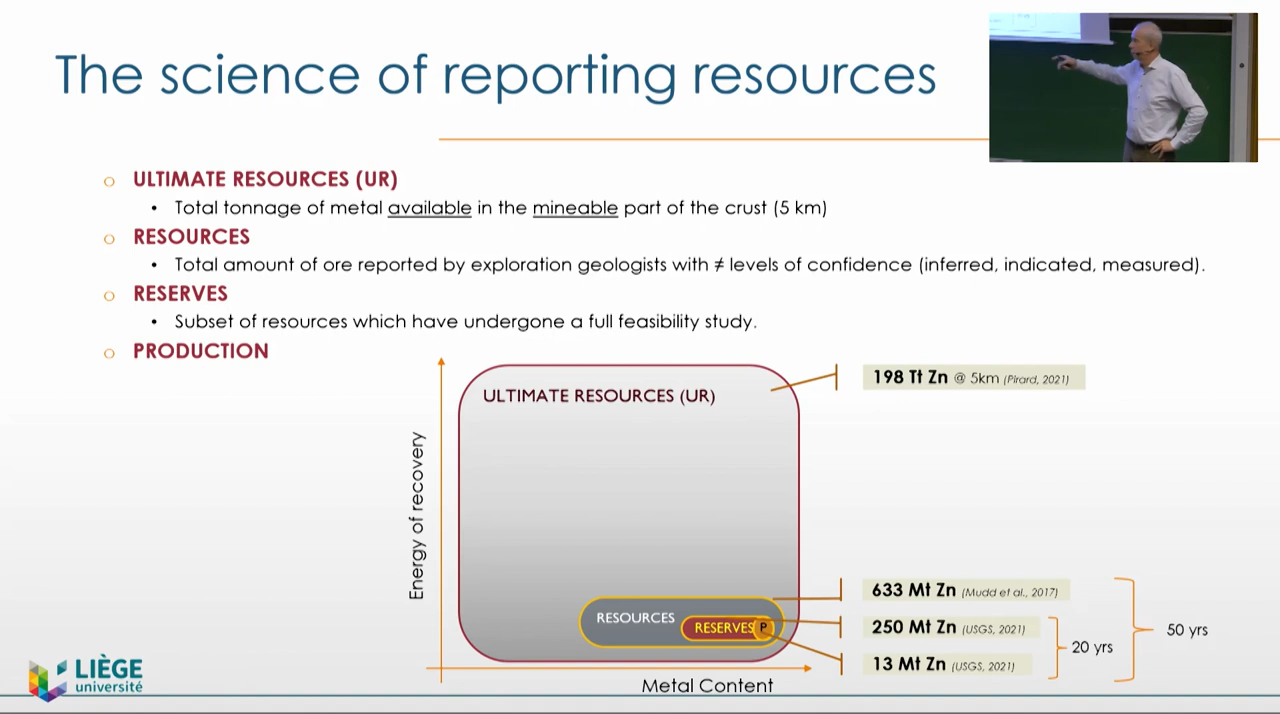 The science of reporting resources
o ULTIMATE RESOURCES (UR)
• Total tonnage of metal available in the mineable part of the crust (5 km)
o RESOURCES
• Total amount of ore reported by exploration geologists with ≠ levels of confidence (inferred, indicated, measured).
o RESERVES
• Subset of resources which have undergone a full feasibility study.
o PRODUCTION
ULTIMATE RESOURCES (UR)
198 Tt Zn @ 5km (Pirard, 2021)
Energy of recovery
RESOURCES
RESERVES
P
633 Mt Zn (Mudd et al., 2017)
250 Mt Zn (USGS, 2021)
13 Mt Zn (USGS, 2021)
20 yrs
50 yrs
Metal Content
LIÈGE
université